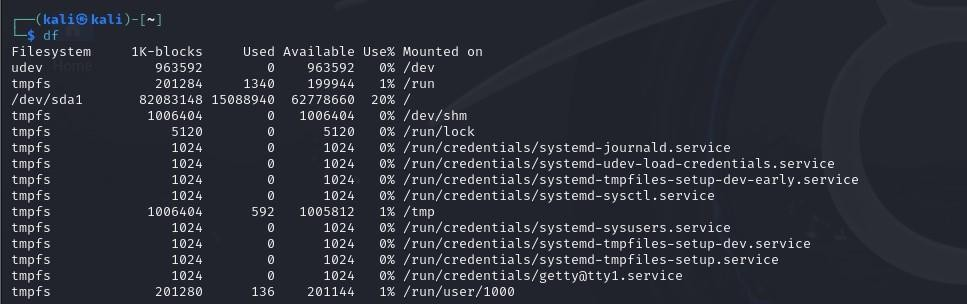 ┌──(kali㉿kali)-[~]
└─$ df
Filesystem     1K-blocks     Used Available Use% Mounted on
udev              963592        0    963592   0% /dev
tmpfs             201284     1340    199944   1% /run
/dev/sda1       82083148 15088940  62778660  20% /
tmpfs            1006404        0   1006404   0% /dev/shm
tmpfs               5120        0      5120   0% /run/lock
tmpfs               1024        0      1024   0% /run/credentials/systemd-journald.service
tmpfs               1024        0      1024   0% /run/credentials/systemd-udev-load-credentials.service
tmpfs               1024        0      1024   0% /run/credentials/systemd-tmpfiles-setup-dev-early.service
tmpfs               1024        0      1024   0% /run/credentials/systemd-sysctl.service
tmpfs            1006404      592   1005812   1% /tmp
tmpfs               1024        0      1024   0% /run/credentials/systemd-sysusers.service
tmpfs               1024        0      1024   0% /run/credentials/systemd-tmpfiles-setup-dev.service
tmpfs               1024        0      1024   0% /run/credentials/systemd-tmpfiles-setup.service
tmpfs               1024        0      1024   0% /run/credentials/getty@tty1.service
tmpfs             201280      136    201144   1% /run/user/1000
Home